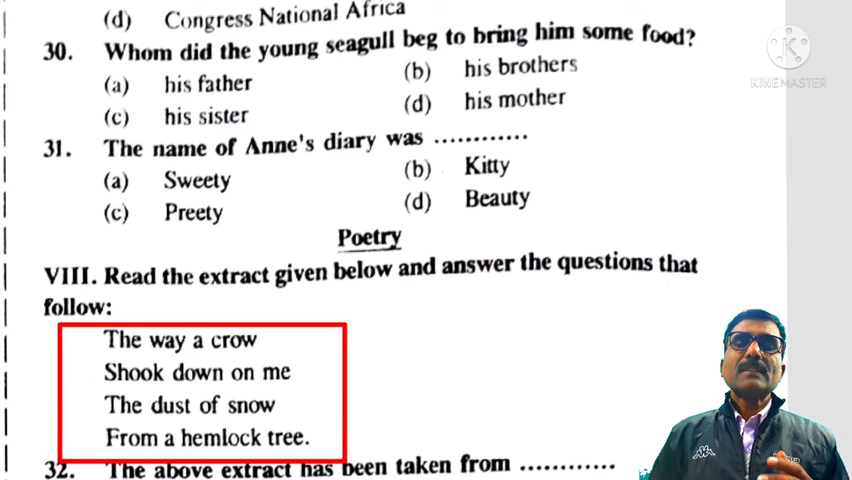 (d) Congress National Africa
30. Whom did the young seagull beg to bring him some food?
(a) his father (b) his brothers
(c) his sister (d) his mother
31. The name of Anne's diary was ............
(a) Sweety (b) Kitty
(c) Preety (d) Beauty
Poetry
VIII. Read the extract given below and answer the questions that
follow:
The way a crow
Shook down on me
The dust of snow
From a hemlock tree.
32. The above extract has been taken from ............
K
KINEMASTER
Kappa